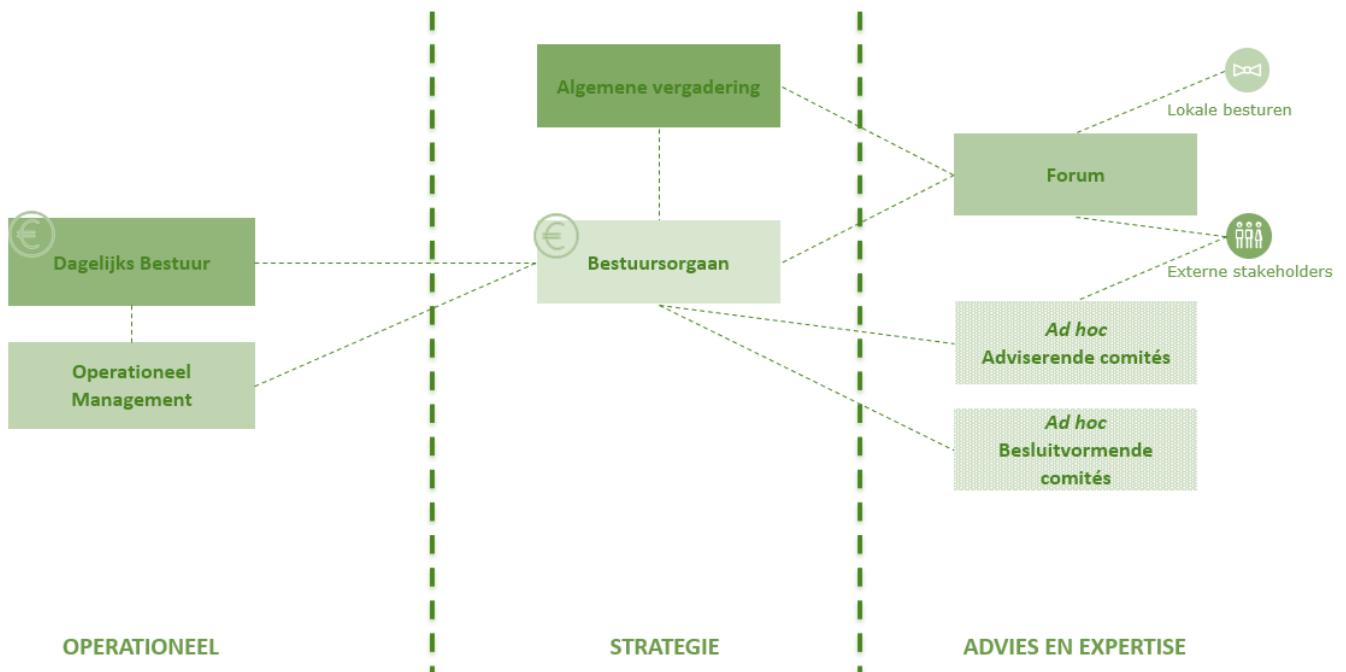 Algemene vergadering
Lokale besturen
Forum
€
Dagelijks Bestuur
€
Bestuursorgaan
Externe stakeholders
Operationeel
Management
Ad hoc
Adviserende comités
Ad hoc
Besluitvormende
comités
OPERATIONEEL
STRATEGIE
ADVIES EN EXPERTISE